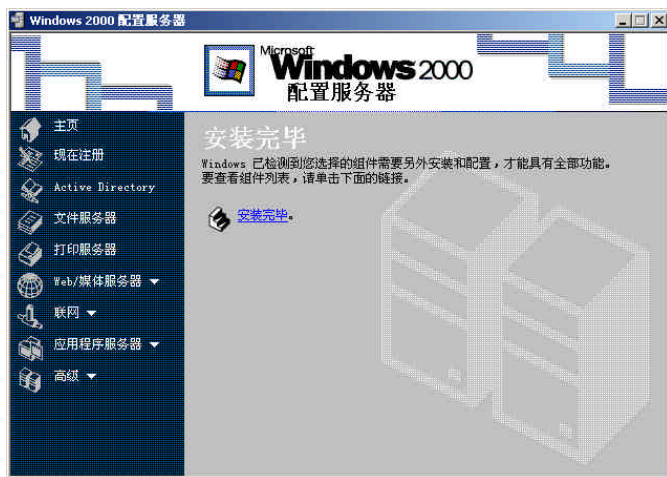 Windows 2000 配置服务器
Microsoft
Windows 2000
配置服务器
主页
现在注册
Active Directory
文件服务器
打印服务器
Web/媒体服务器
联网
应用程序服务器
高级
安装完毕
Windows 已检测到您选择的组件需要另外安装和配置，才能具有全部功能。
要查看组件列表，请单击下面的链接。
安装完毕。